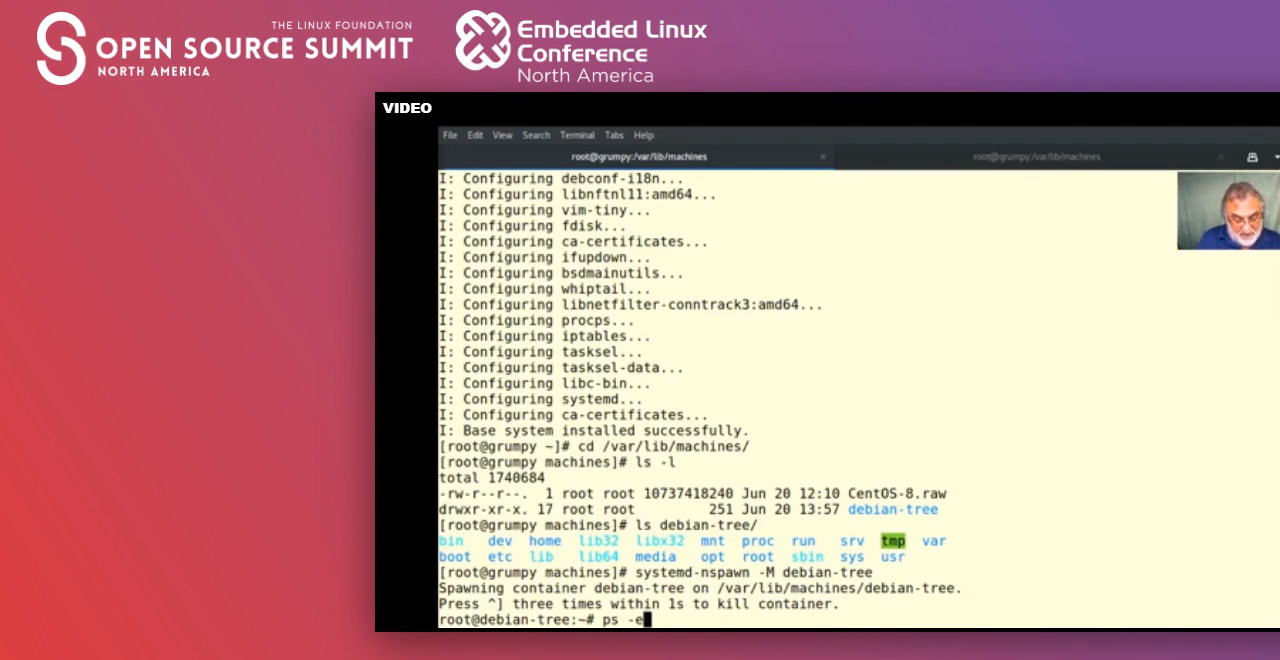 THE LINUX FOUNDATION
OPEN SOURCE SUMMIT
NORTH AMERICA
Embedded Linux
Conference
North America
VIDEO
File Edit View Search Terminal Tabs Help
root@grumpy:/var/lib/machines × root@grumpy:/var/lib/machines ×
I: Configuring debconf-i18n...
I: Configuring libnftnl11:amd64...
I: Configuring vim-tiny...
I: Configuring fdisk...
I: Configuring ca-certificates...
I: Configuring ifupdown...
I: Configuring bsdmainutils...
I: Configuring whiptail...
I: Configuring libnetfilter-conntrack3:amd64...
I: Configuring procps...
I: Configuring iptables...
I: Configuring tasksel...
I: Configuring tasksel-data...
I: Configuring libc-bin...
I: Configuring systemd...
I: Configuring ca-certificates...
I: Base system installed successfully.
[root@grumpy ~]# cd /var/lib/machines/
[root@grumpy machines]# ls -l
total 1740684
-rw-r--r--. 1 root root 10737418240 Jun 20 12:10 CentOS-8.raw
drwxr-xr-x. 17 root root 251 Jun 20 13:57 debian-tree
[root@grumpy machines]# ls debian-tree/
bin dev home lib32 libx32 mnt proc run srv tmp var
boot etc lib lib64 media opt root sbin sys usr
[root@grumpy machines]# systemd-nspawn -M debian-tree
Spawning container debian-tree on /var/lib/machines/debian-tree.
Press ^] three times within 1s to kill container.
root@debian-tree:~# ps -e